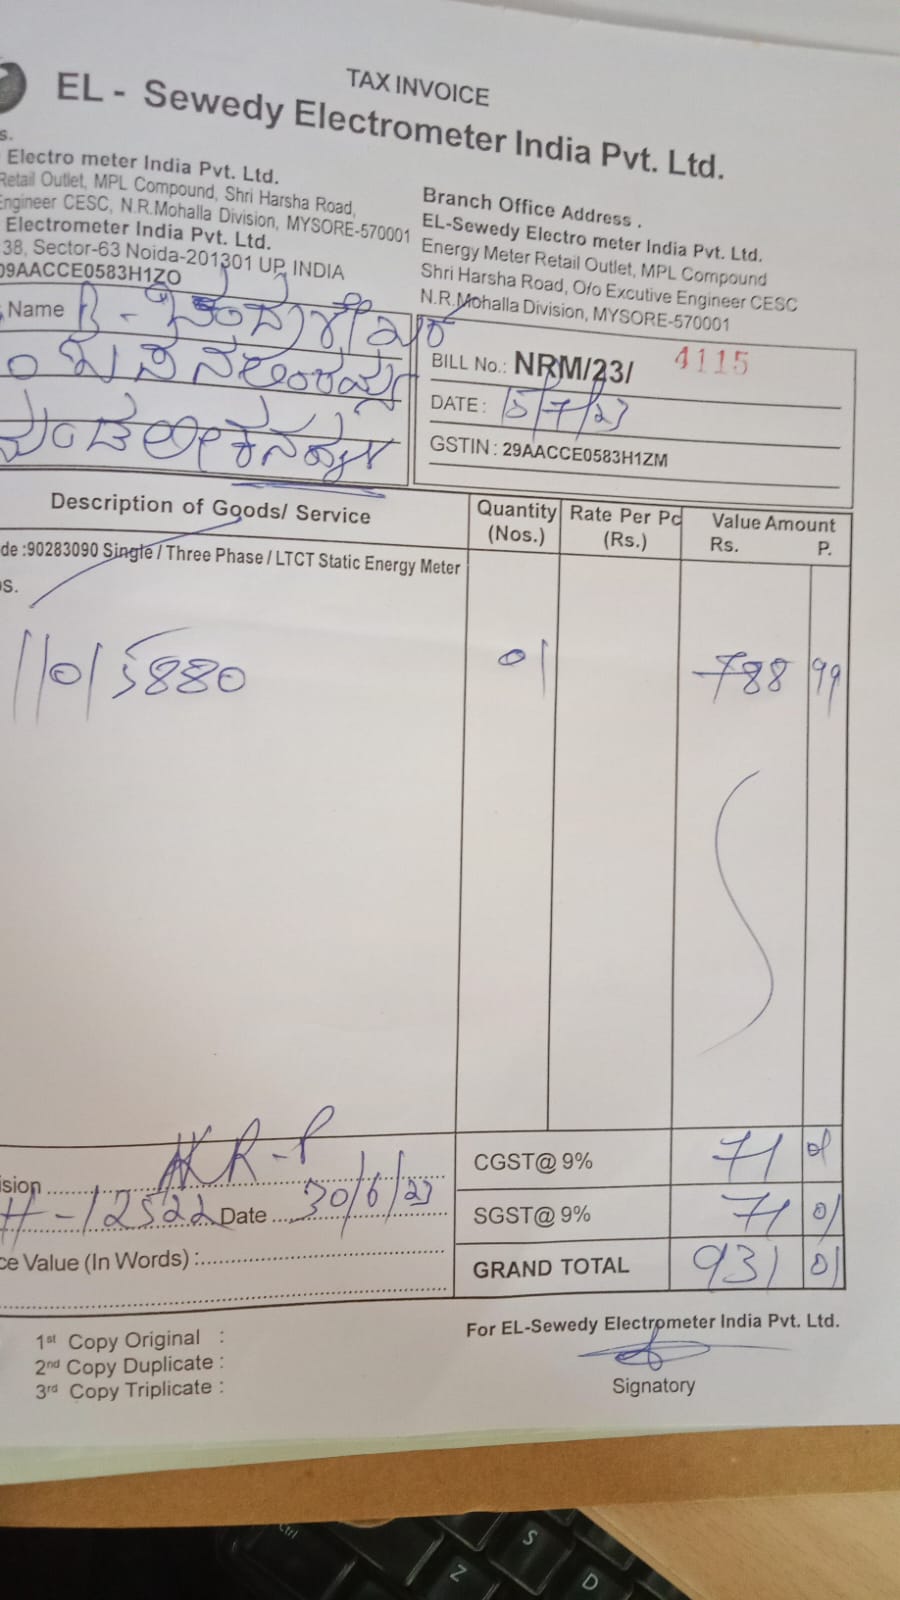 TAX INVOICE
EL - Sewedy Electrometer India Pvt. Ltd.
s.
Electro meter India Pvt. Ltd.
Retail Outlet, MPL Compound, Shri Harsha Road,
Engineer CESC, N.R.Mohalla Division, MYSORE-570001
Electrometer India Pvt. Ltd.
38, Sector-63 Noida-201301 UP, INDIA
09AACCE0583H1ZO
Branch Office Address .
EL-Sewedy Electro meter India Pvt. Ltd.
Energy Meter Retail Outlet, MPL Compound
Shri Harsha Road, O/o Excutive Engineer CESC
N.R.Mohalla Division, MYSORE-570001
Name
BILL No.: NRM/23/ 4115
DATE : 15/7/23
GSTIN : 29AACCE0583H1ZM
Description of Goods/ Service Quantity (Nos.) Rate Per Pc (Rs.) Value Amount Rs. P.
de :90283090 Single / Three Phase / LTCT Static Energy Meter
os.
11015880 01 788 99
CGST@ 9% 71 01
sion AKR-P
SGST@ 9% 71 01
H-12522 Date 30/6/23
GRAND TOTAL 931 01
ce Value (In Words) :
For EL-Sewedy Electrometer India Pvt. Ltd.
1st Copy Original :
2nd Copy Duplicate :
3rd Copy Triplicate :
Signatory
Ctrl
S
Z
D